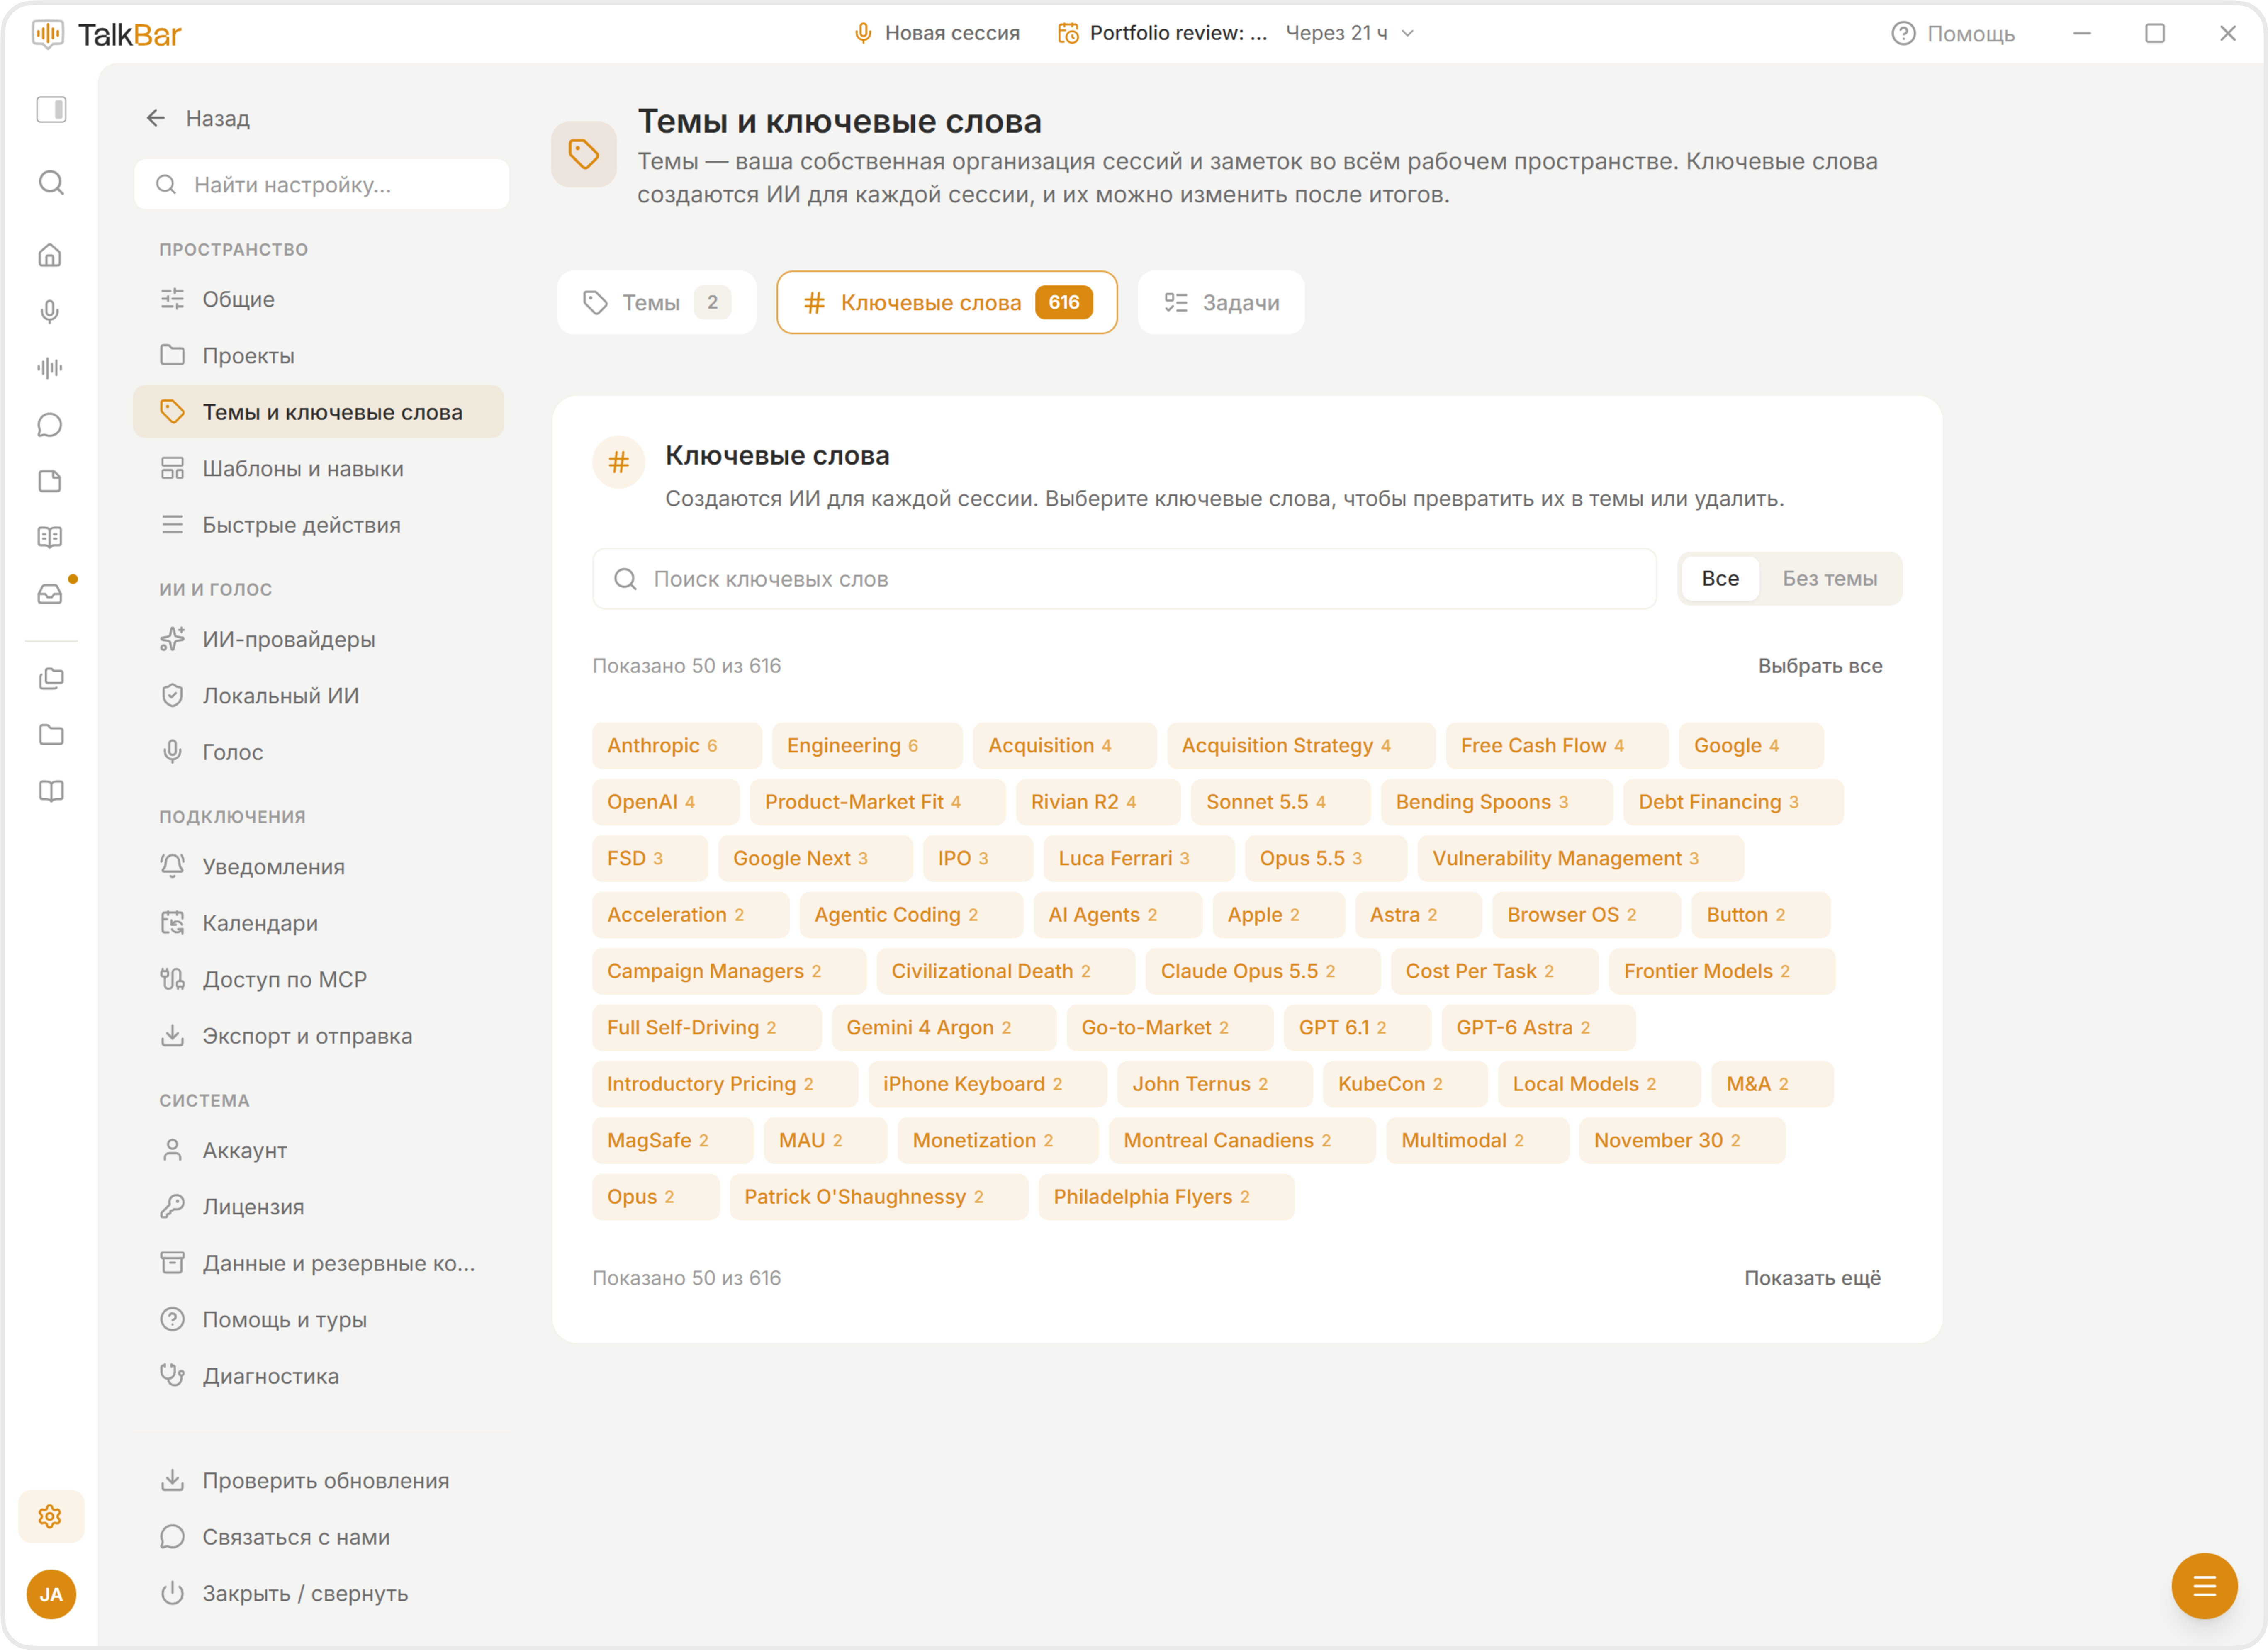 TalkBar
Новая сессия
Portfolio review: ... Через 21 ч
Помощь
Назад
Найти настройку...
ПРОСТРАНСТВО
Общие
Проекты
Темы и ключевые слова
Шаблоны и навыки
Быстрые действия
ИИ И ГОЛОС
ИИ-провайдеры
Локальный ИИ
Голос
ПОДКЛЮЧЕНИЯ
Уведомления
Календари
Доступ по MCP
Экспорт и отправка
СИСТЕМА
Аккаунт
Лицензия
Данные и резервные ко...
Помощь и туры
Диагностика
Проверить обновления
Связаться с нами
Закрыть / свернуть
JA
Темы и ключевые слова
Темы — ваша собственная организация сессий и заметок во всём рабочем пространстве. Ключевые слова
создаются ИИ для каждой сессии, и их можно изменить после итогов.
Темы 2
Ключевые слова 616
Задачи
Ключевые слова
Создаются ИИ для каждой сессии. Выберите ключевые слова, чтобы превратить их в темы или удалить.
Поиск ключевых слов
Все Без темы
Показано 50 из 616 Выбрать все
Anthropic 6 Engineering 6 Acquisition 4 Acquisition Strategy 4 Free Cash Flow 4 Google 4
OpenAI 4 Product-Market Fit 4 Rivian R2 4 Sonnet 5.5 4 Bending Spoons 3 Debt Financing 3
FSD 3 Google Next 3 IPO 3 Luca Ferrari 3 Opus 5.5 3 Vulnerability Management 3
Acceleration 2 Agentic Coding 2 AI Agents 2 Apple 2 Astra 2 Browser OS 2 Button 2
Campaign Managers 2 Civilizational Death 2 Claude Opus 5.5 2 Cost Per Task 2 Frontier Models 2
Full Self-Driving 2 Gemini 4 Argon 2 Go-to-Market 2 GPT 6.1 2 GPT-6 Astra 2
Introductory Pricing 2 iPhone Keyboard 2 John Ternus 2 KubeCon 2 Local Models 2 M&A 2
MagSafe 2 MAU 2 Monetization 2 Montreal Canadiens 2 Multimodal 2 November 30 2
Opus 2 Patrick O'Shaughnessy 2 Philadelphia Flyers 2
Показано 50 из 616 Показать ещё